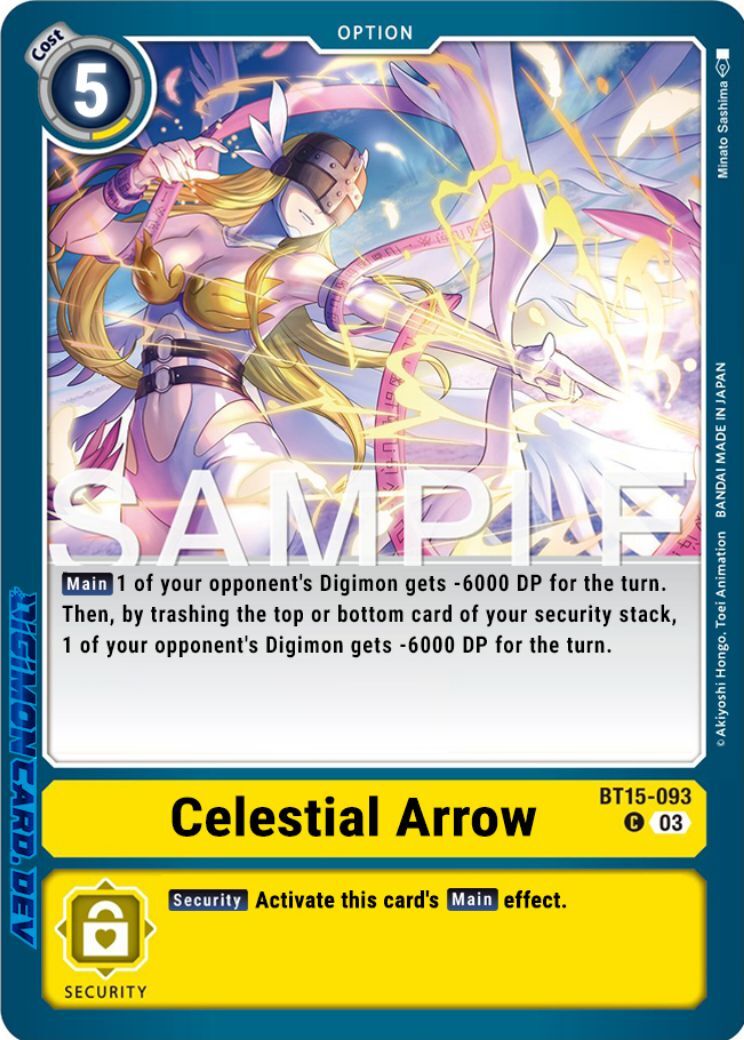 OPTION
Cost
5
Minato Sashima
SAMPLE
Main 1 of your opponent's Digimon gets -6000 DP for the turn.
Then, by trashing the top or bottom card of your security stack,
1 of your opponent's Digimon gets -6000 DP for the turn.
© Akiyoshi Hongo, Toei Animation BANDAI MADE IN JAPAN
DIGIMONCARD.DEV
Celestial Arrow
BT15-093
C 03
Security Activate this card's Main effect.
SECURITY